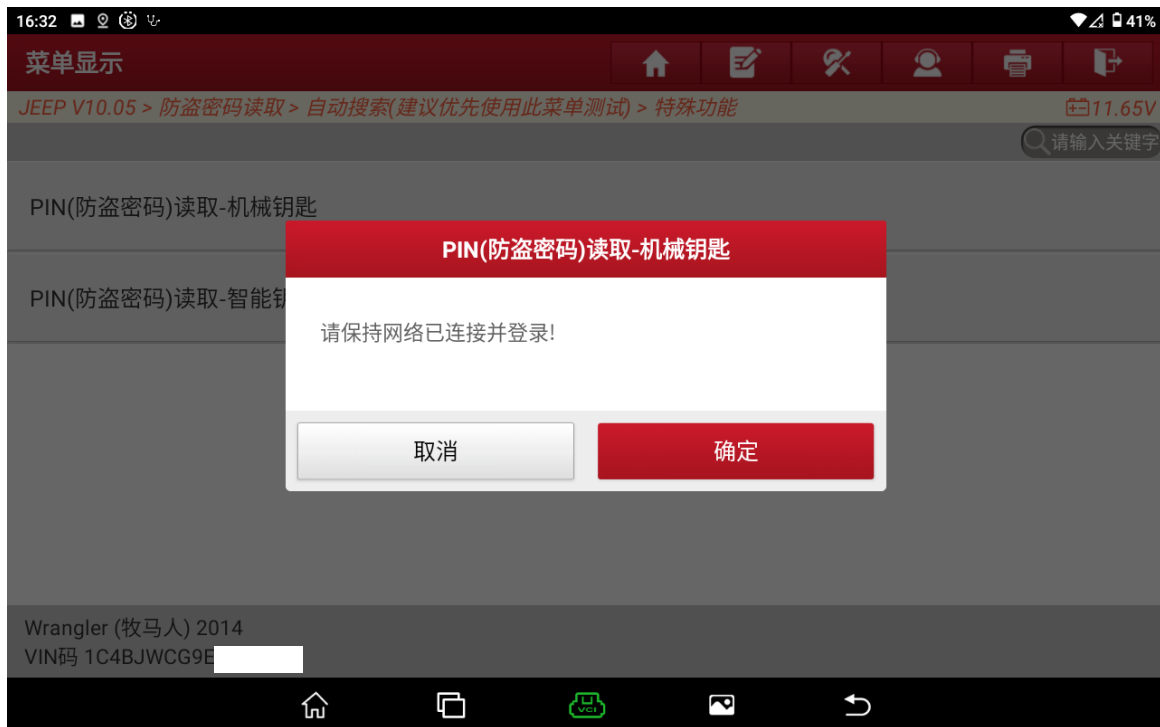 16:32
41%
菜单显示
JEEP V10.05 > 防盗密码读取 > 自动搜索(建议优先使用此菜单测试) > 特殊功能
11.65V
请输入关键字
PIN(防盗密码)读取-机械钥匙
PIN(防盗密码)读取-机械钥匙
PIN(防盗密码)读取-智能钥
请保持网络已连接并登录!
取消
确定
Wrangler (牧马人) 2014
VIN码 1C4BJWCG9E
VCI